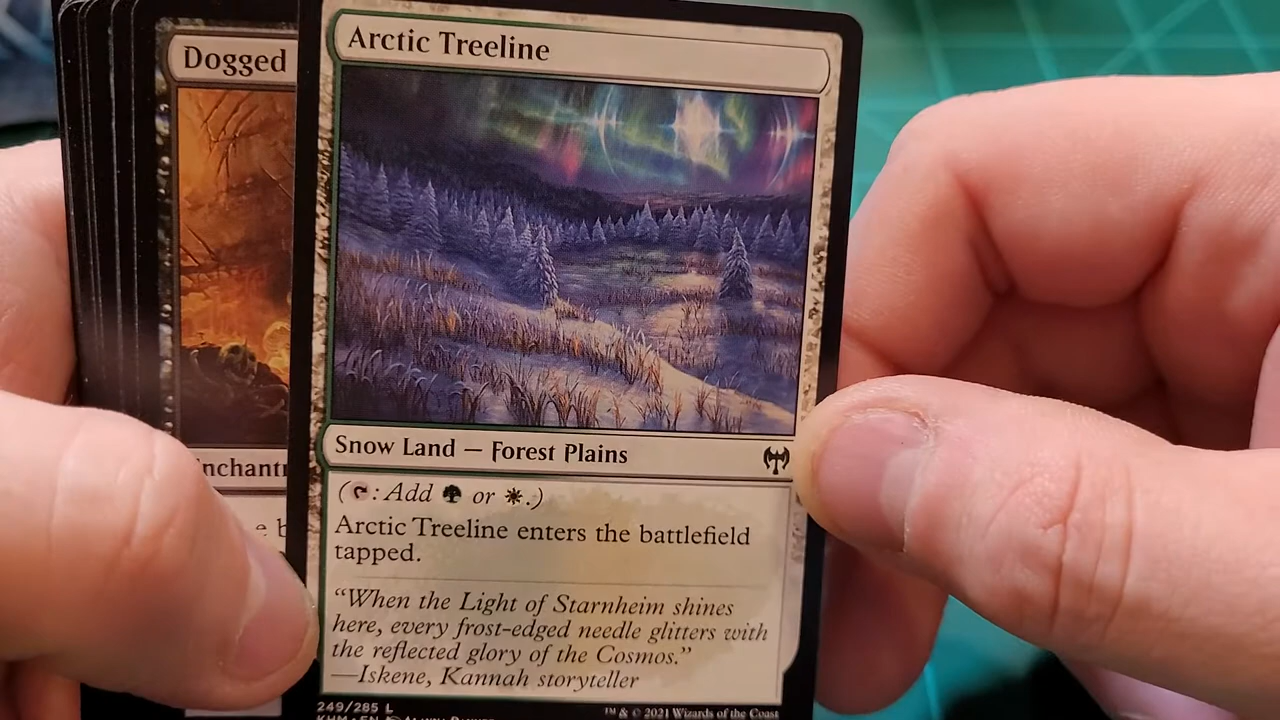 Dogged
Arctic Treeline
Snow Land — Forest Plains
( : Add or .)
Arctic Treeline enters the battlefield
tapped.
“When the Light of Starnheim shines
here, every frost-edged needle glitters with
the reflected glory of the Cosmos.”
—Iskene, Kannah storyteller
249/285 L
KHM • EN
™ & © 2021 Wizards of the Coast